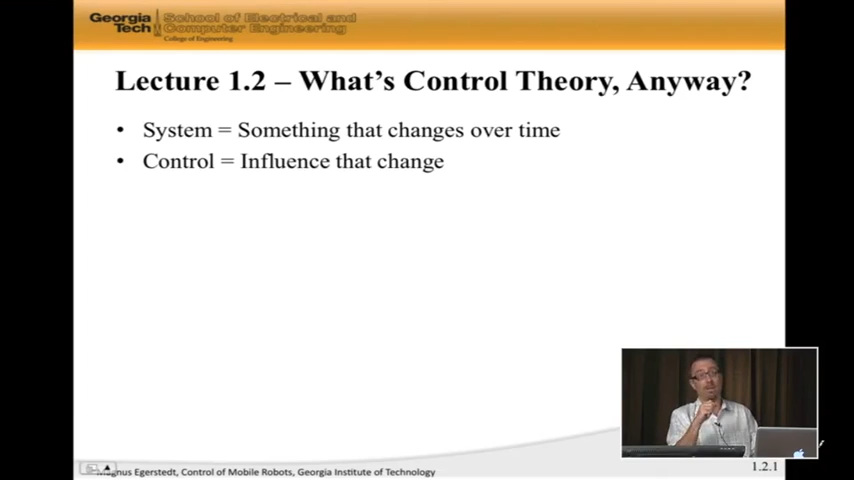 Georgia Tech
School of Electrical and Computer Engineering
College of Engineering
Lecture 1.2 – What's Control Theory, Anyway?
• System = Something that changes over time
• Control = Influence that change
Magnus Egerstedt, Control of Mobile Robots, Georgia Institute of Technology
1.2.1